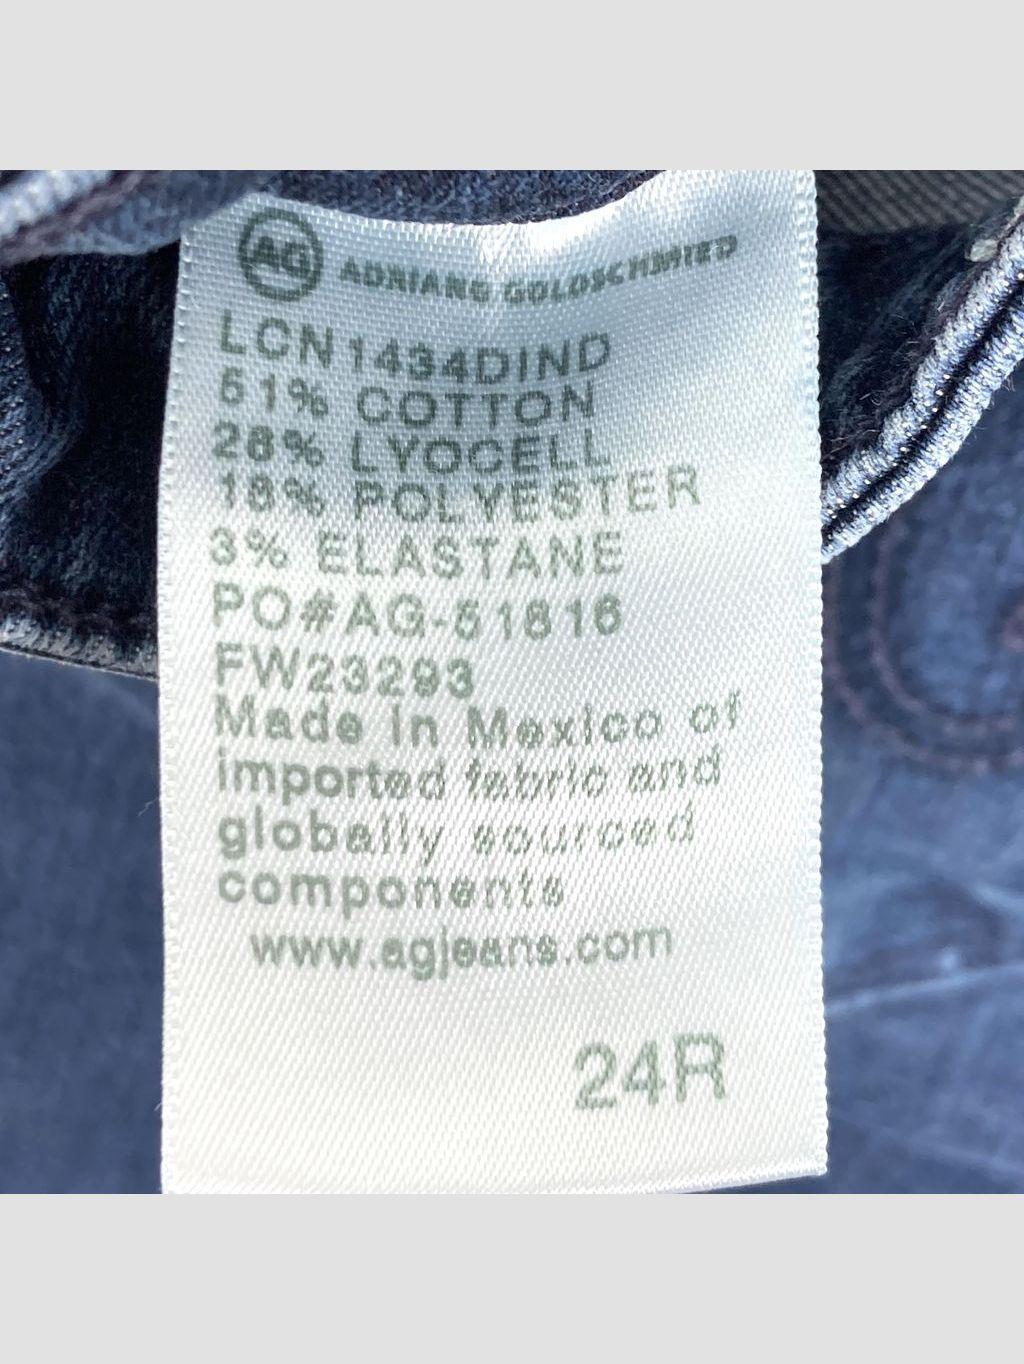 AG ADRIANO GOLDSCHMIED
LCN1434DIND
51% COTTON
28% LYOCELL
18% POLYESTER
3% ELASTANE
PO#AG-51816
FW23293
Made in Mexico of
imported fabric and
globally sourced
components
www.agjeans.com
24R